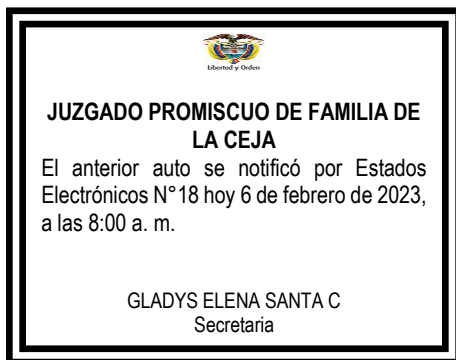 Libertad y Orden
JUZGADO PROMISCUO DE FAMILIA DE
LA CEJA
El anterior auto se notificó por Estados
Electrónicos N°18 hoy 6 de febrero de 2023,
a las 8:00 a. m.
GLADYS ELENA SANTA C
Secretaria